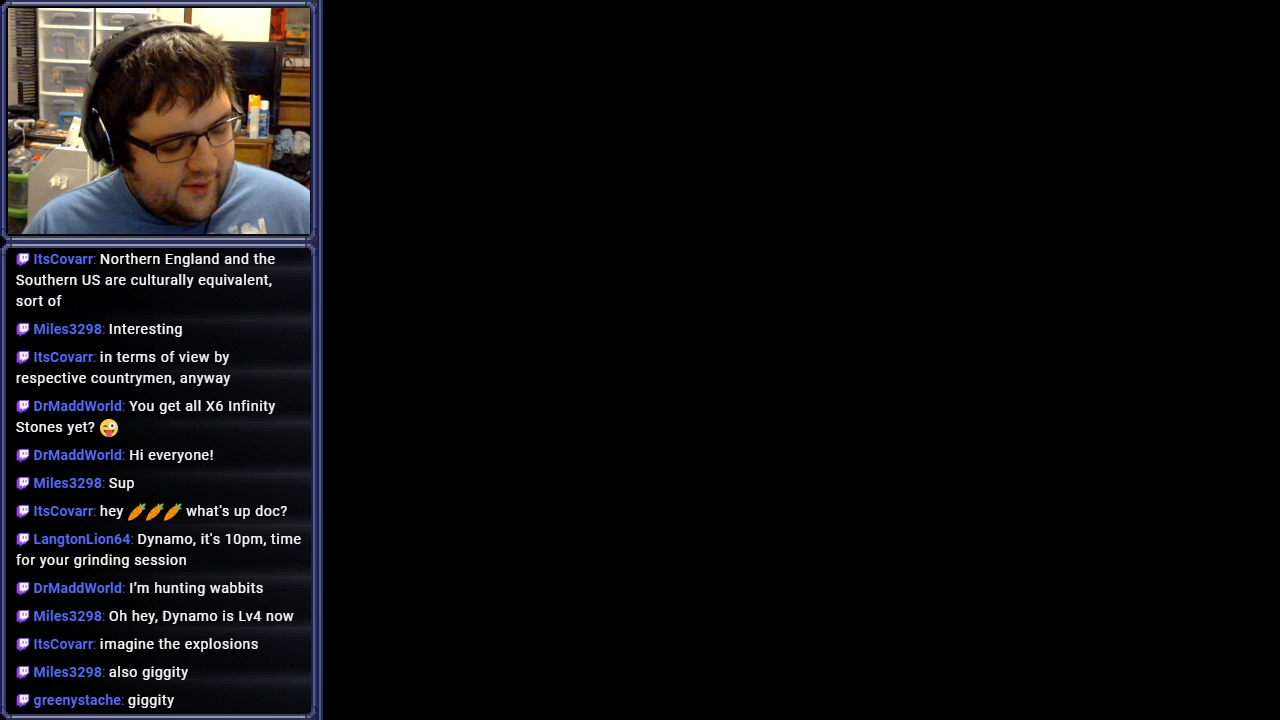 ItsCovarr: Northern England and the
Southern US are culturally equivalent,
sort of
Miles3298: Interesting
ItsCovarr: in terms of view by
respective countrymen, anyway
DrMaddWorld: You get all X6 Infinity
Stones yet? 😜
DrMaddWorld: Hi everyone!
Miles3298: Sup
ItsCovarr: hey 🥕🥕🥕 what's up doc?
LangtonLion64: Dynamo, it's 10pm, time
for your grinding session
DrMaddWorld: I’m hunting wabbits
Miles3298: Oh hey, Dynamo is Lv4 now
ItsCovarr: imagine the explosions
Miles3298: also giggity
greenystache: giggity